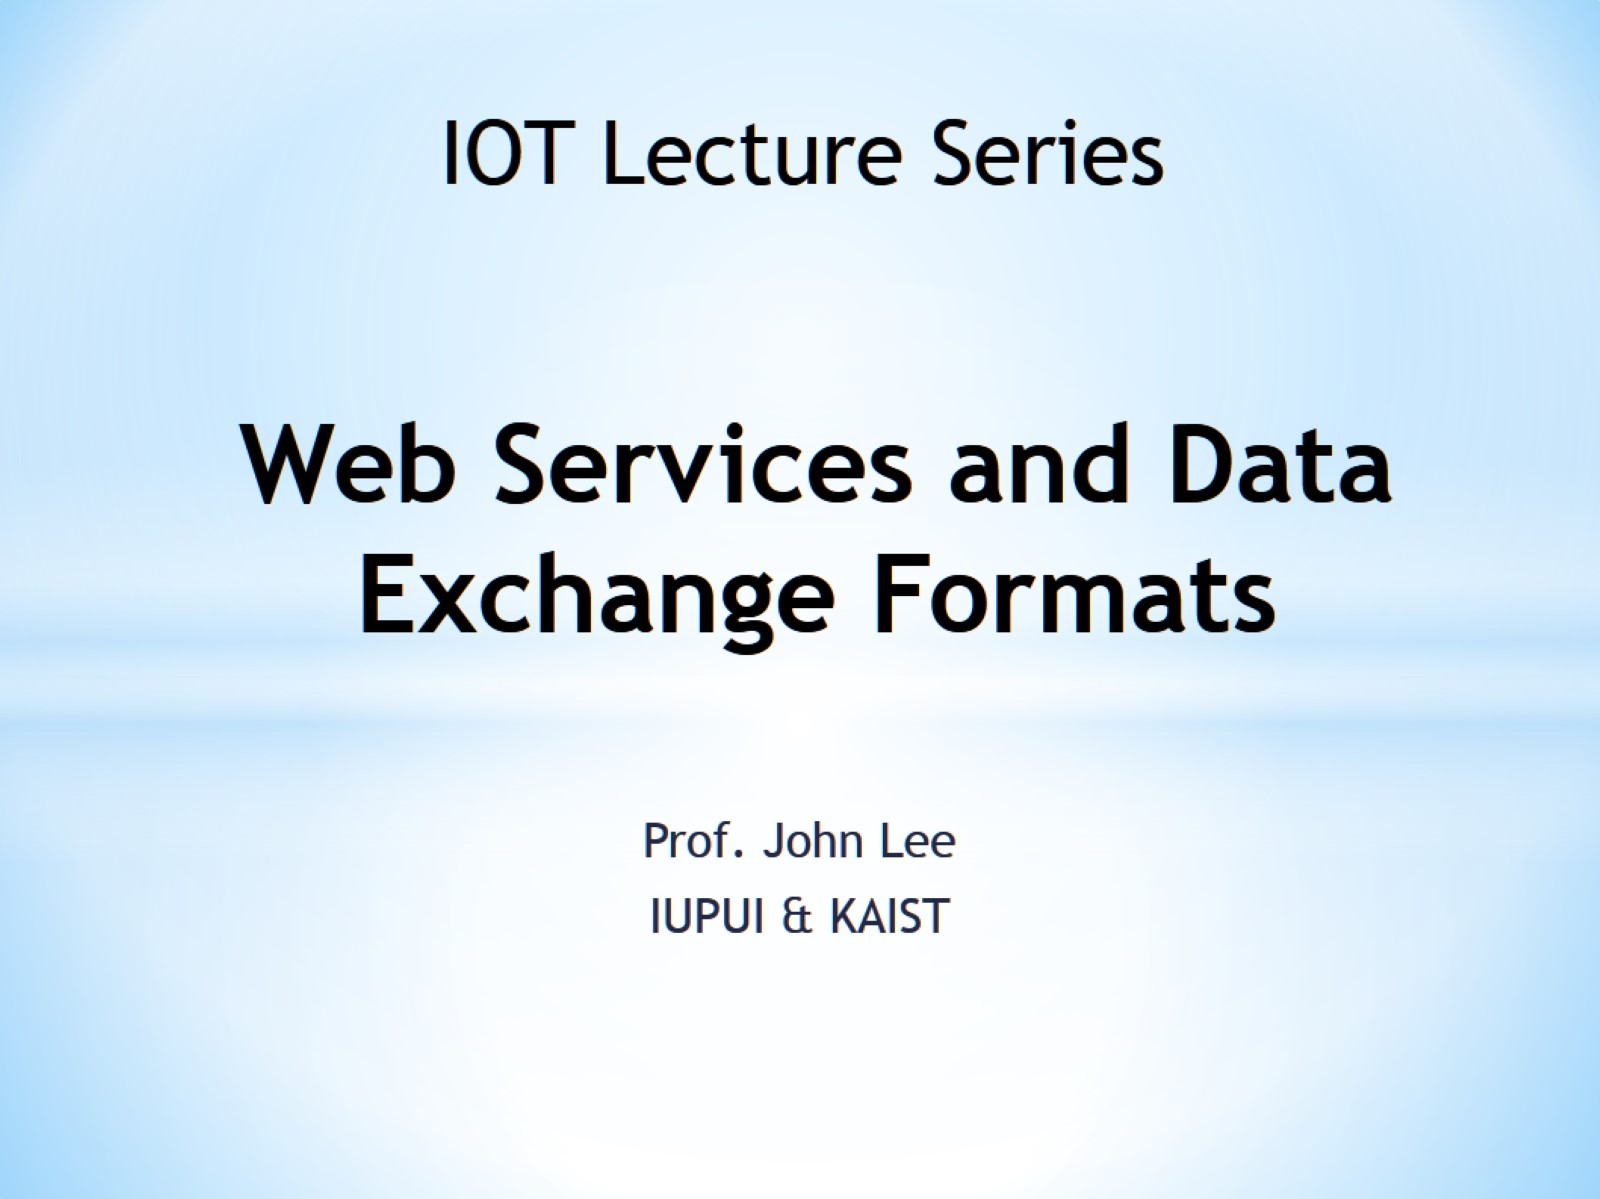 IOT Lecture Series
Web Services and Data
Exchange Formats
Prof. John Lee
IUPUI & KAIST